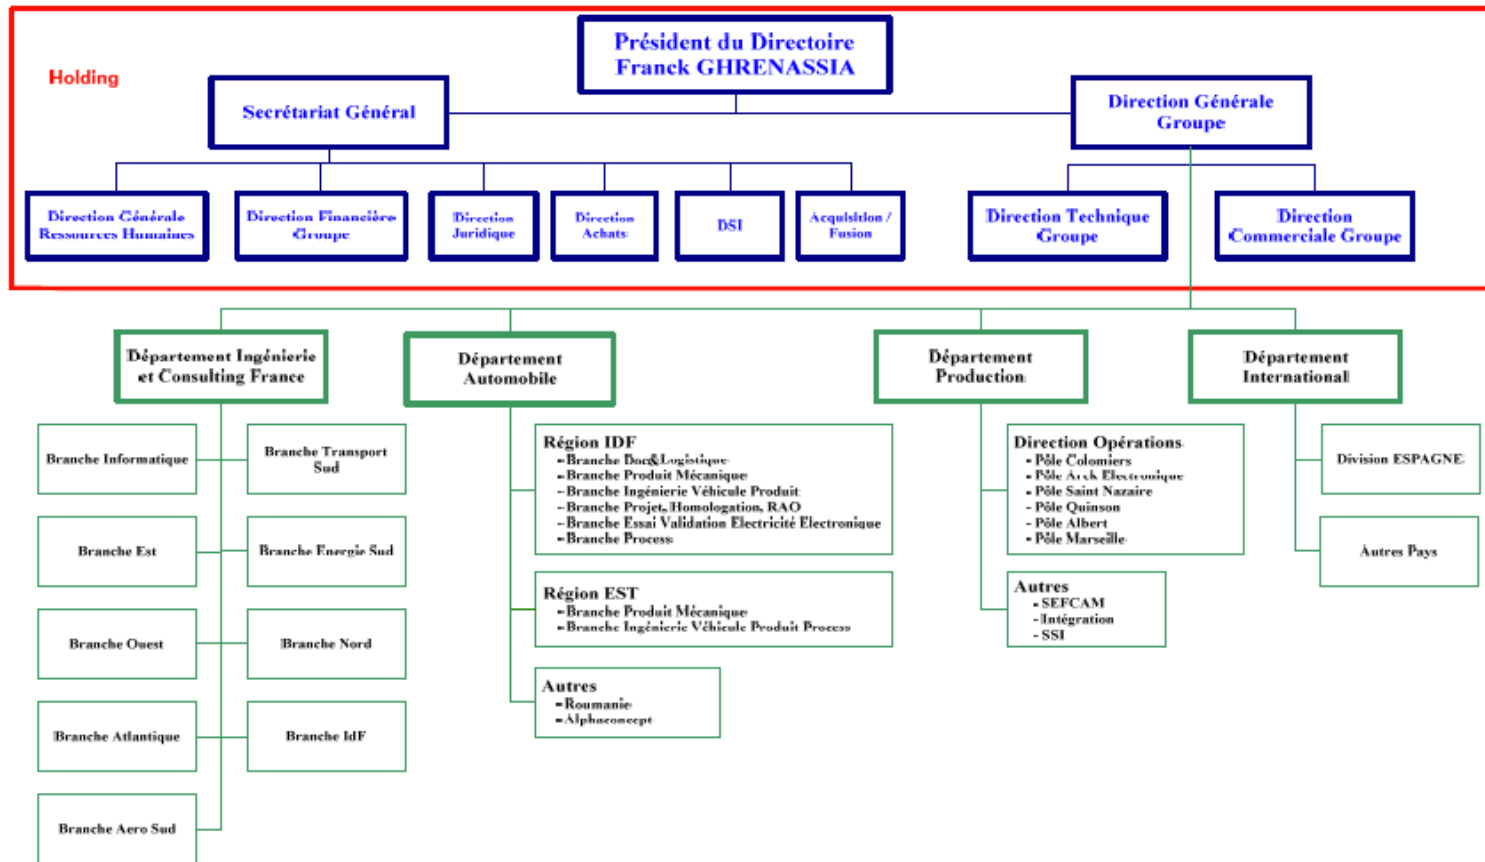 Président du Directoire
Franck GHRENASSIA
Holding
Secrétariat Général
Direction Générale
Groupe
Direction Générale
Ressources Humaines
Direction Financière
Groupe
Direction
Juridique
Direction
Achats
DSI
Acquisition /
Fusion
Direction Technique
Groupe
Direction
Commerciale Groupe
Département Ingénierie
et Consulting France
Département
Automobile
Département
Production
Département
International
Branche Informatique
Branche Transport
Sud
Branche Est
Branche Energie Sud
Branche Ouest
Branche Nord
Branche Atlantique
Branche IdF
Branche Aero Sud
Région IDF
- Branche Doc&Logistique
- Branche Produit Mécanique
- Branche Ingénierie Véhicule Produit
- Branche Projet, Homologation, RAO
- Branche Essai Validation Electricité Electronique
- Branche Process
Région EST
- Branche Produit Mécanique
- Branche Ingénierie Véhicule Produit Process
Autres
- Roumanie
- Alphaconcept
Direction Opérations
- Pôle Colomiers
- Pôle Arck Electronique
- Pôle Saint Nazaire
- Pôle Quinson
- Pôle Albert
- Pôle Marseille
Autres
- SEFCAM
- Intégration
- SSI
Division ESPAGNE
Autres Pays